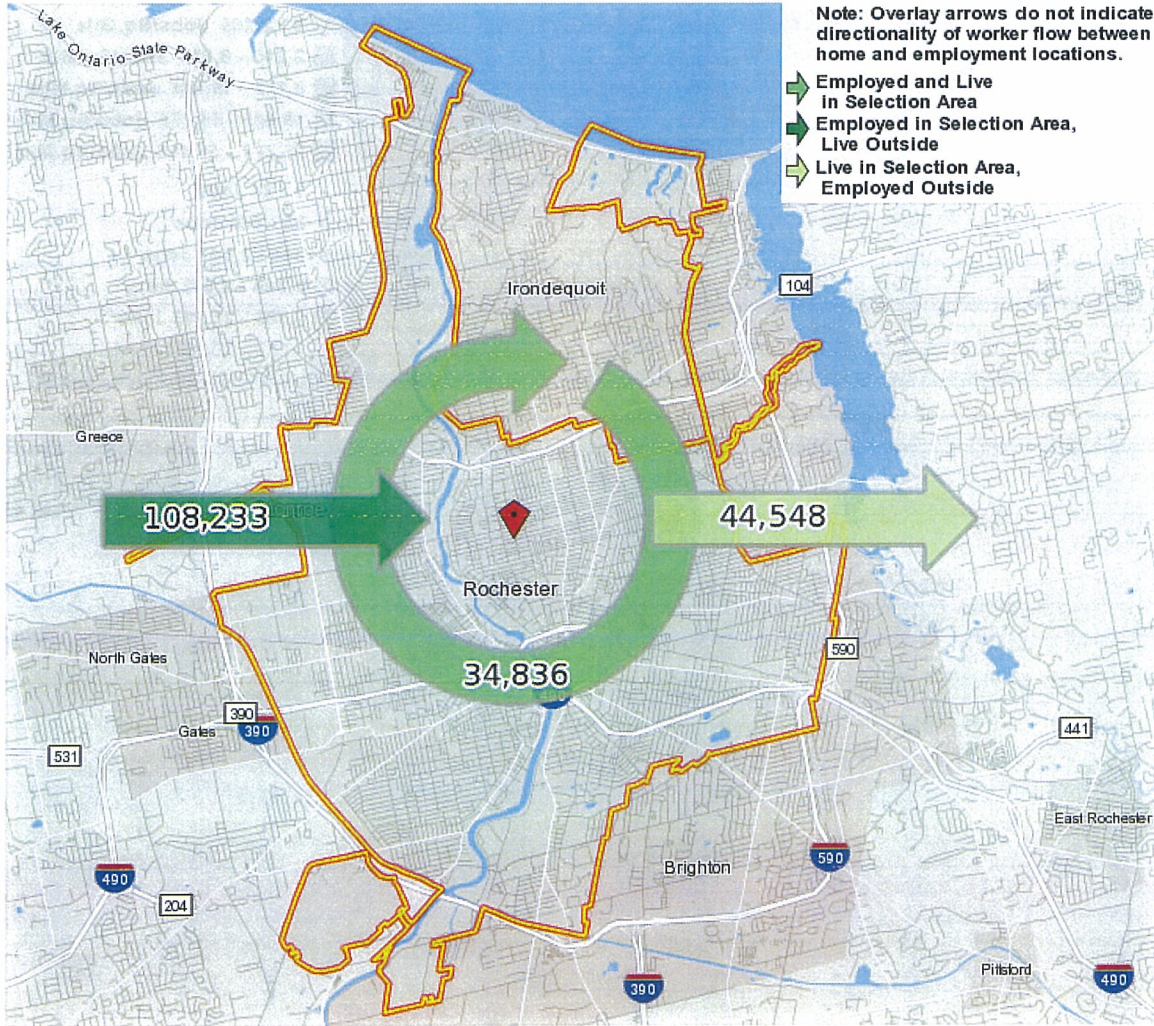 Note: Overlay arrows do not indicate
directionality of worker flow between
home and employment locations.
Employed and Live
in Selection Area
Employed in Selection Area,
Live Outside
Live in Selection Area,
Employed Outside
Lake Ontario State Parkway
Irondequoit
104
Greece
108,233
44,548
Rochester
34,836
North Gates
590
390
390
Gates
531
441
East Rochester
490
204
Brighton
590
Pittsford
390
490